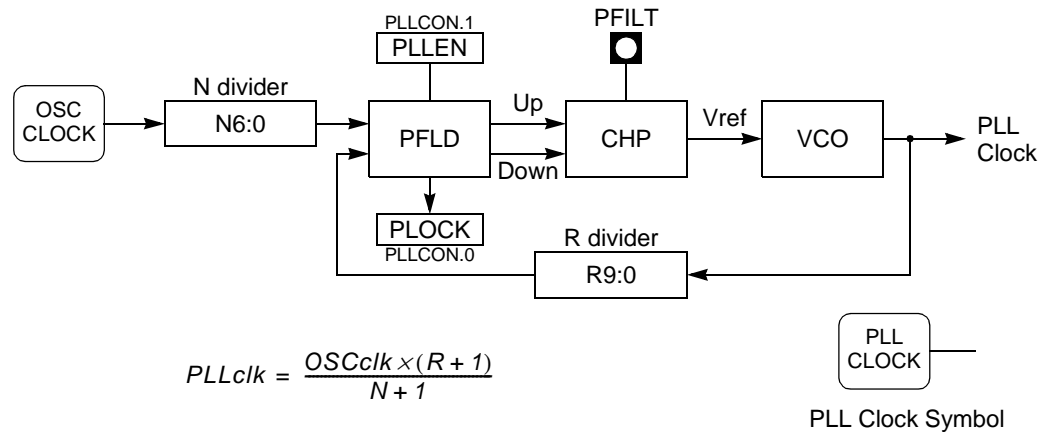 PLLCON.1
PLLEN
PFILT
OSC
CLOCK
N divider
N6:0
PFLD
Up
Down
CHP
Vref
VCO
PLL
Clock
PLOCK
PLLCON.0
R divider
R9:0
PLLclk = OSCclk × (R + 1)
N + 1
PLL
CLOCK
PLL Clock Symbol